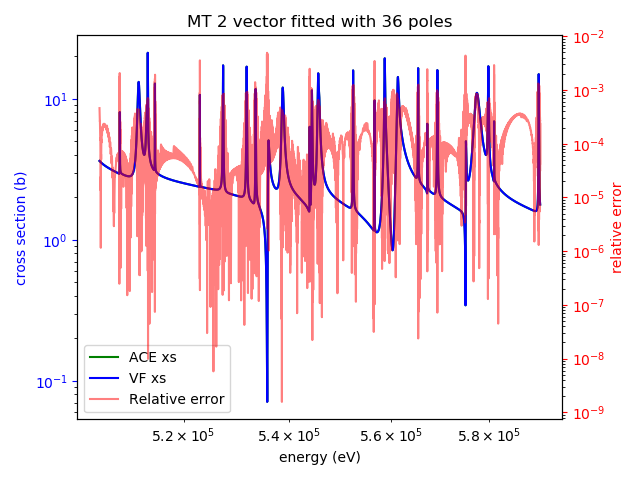 MT 2 vector fitted with 36 poles
cross section (b)
10¹
10⁰
10⁻¹
10⁻²
10⁻³
10⁻⁴
10⁻⁵
10⁻⁶
10⁻⁷
10⁻⁸
10⁻⁹
relative error
ACE xs
VF xs
Relative error
5.2 × 10⁵ 5.4 × 10⁵ 5.6 × 10⁵ 5.8 × 10⁵
energy (eV)